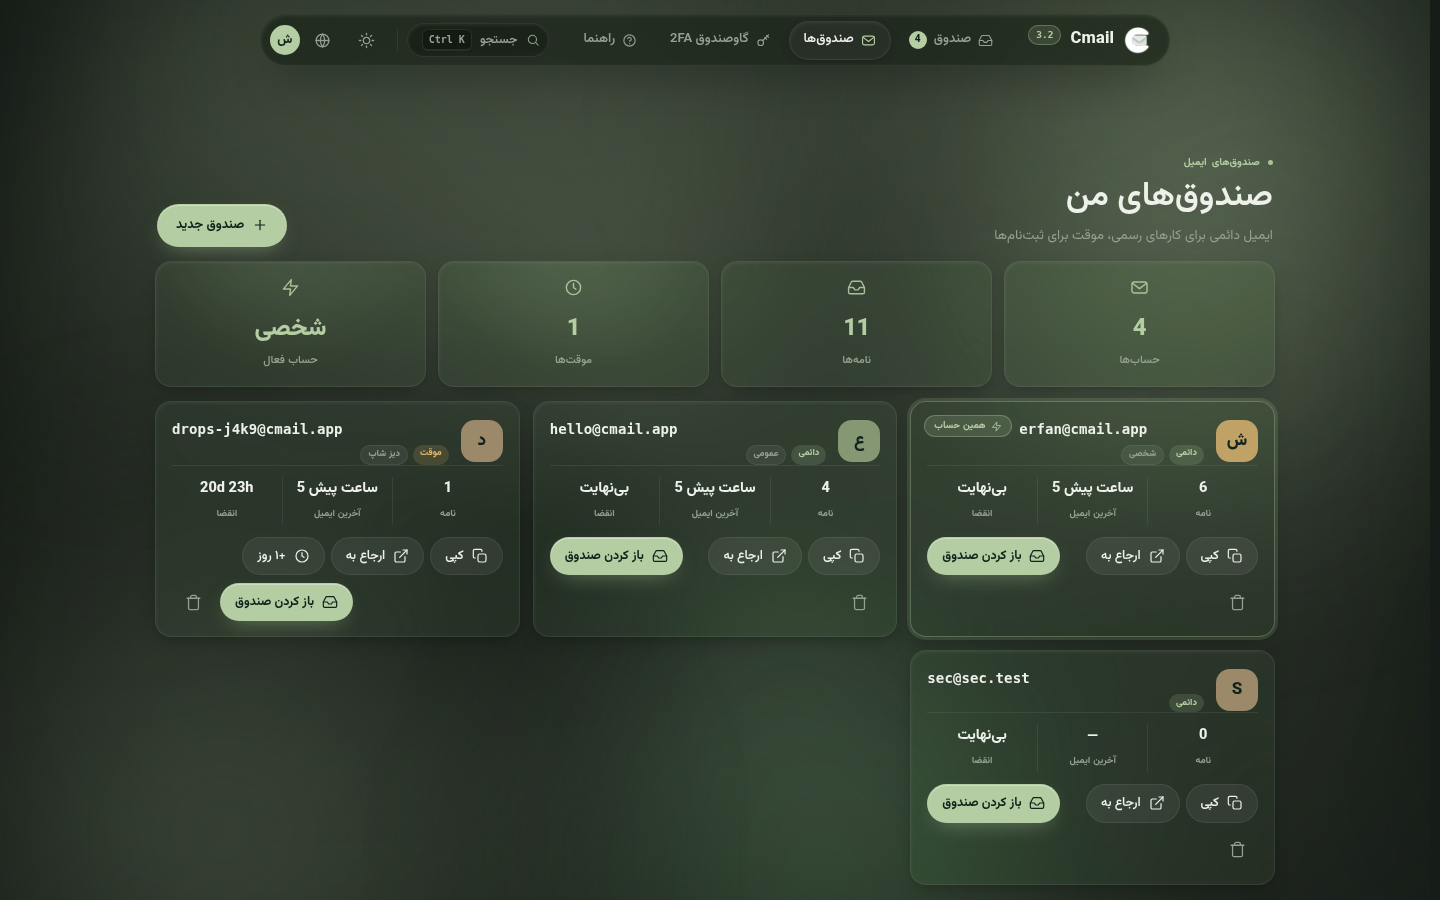 Cmail 3.2
صندوق 4
صندوق‌ها
گاوصندوق 2FA
راهنما
جستجو Ctrl K
ش
صندوق‌های ایمیل
صندوق‌های من
ایمیل دائمی برای کارهای رسمی، موقت برای ثبت‌نام‌ها
صندوق جدید
4
حساب‌ها
11
نامه‌ها
1
موقت‌ها
شخصی
حساب فعال
ش
erfan@cmail.app
همین حساب
دائمی شخصی
6 ساعت پیش 5 بی‌نهایت
نامه آخرین ایمیل انقضا
کپی ارجاع به باز کردن صندوق
ع
hello@cmail.app
دائمی عمومی
4 ساعت پیش 5 بی‌نهایت
نامه آخرین ایمیل انقضا
کپی ارجاع به باز کردن صندوق
د
drops-j4k9@cmail.app
موقت دیز شاپ
1 ساعت پیش 5 20d 23h
نامه آخرین ایمیل انقضا
کپی ارجاع به +۱ روز
باز کردن صندوق
S
sec@sec.test
دائمی
0 — بی‌نهایت
نامه آخرین ایمیل انقضا
کپی ارجاع به باز کردن صندوق